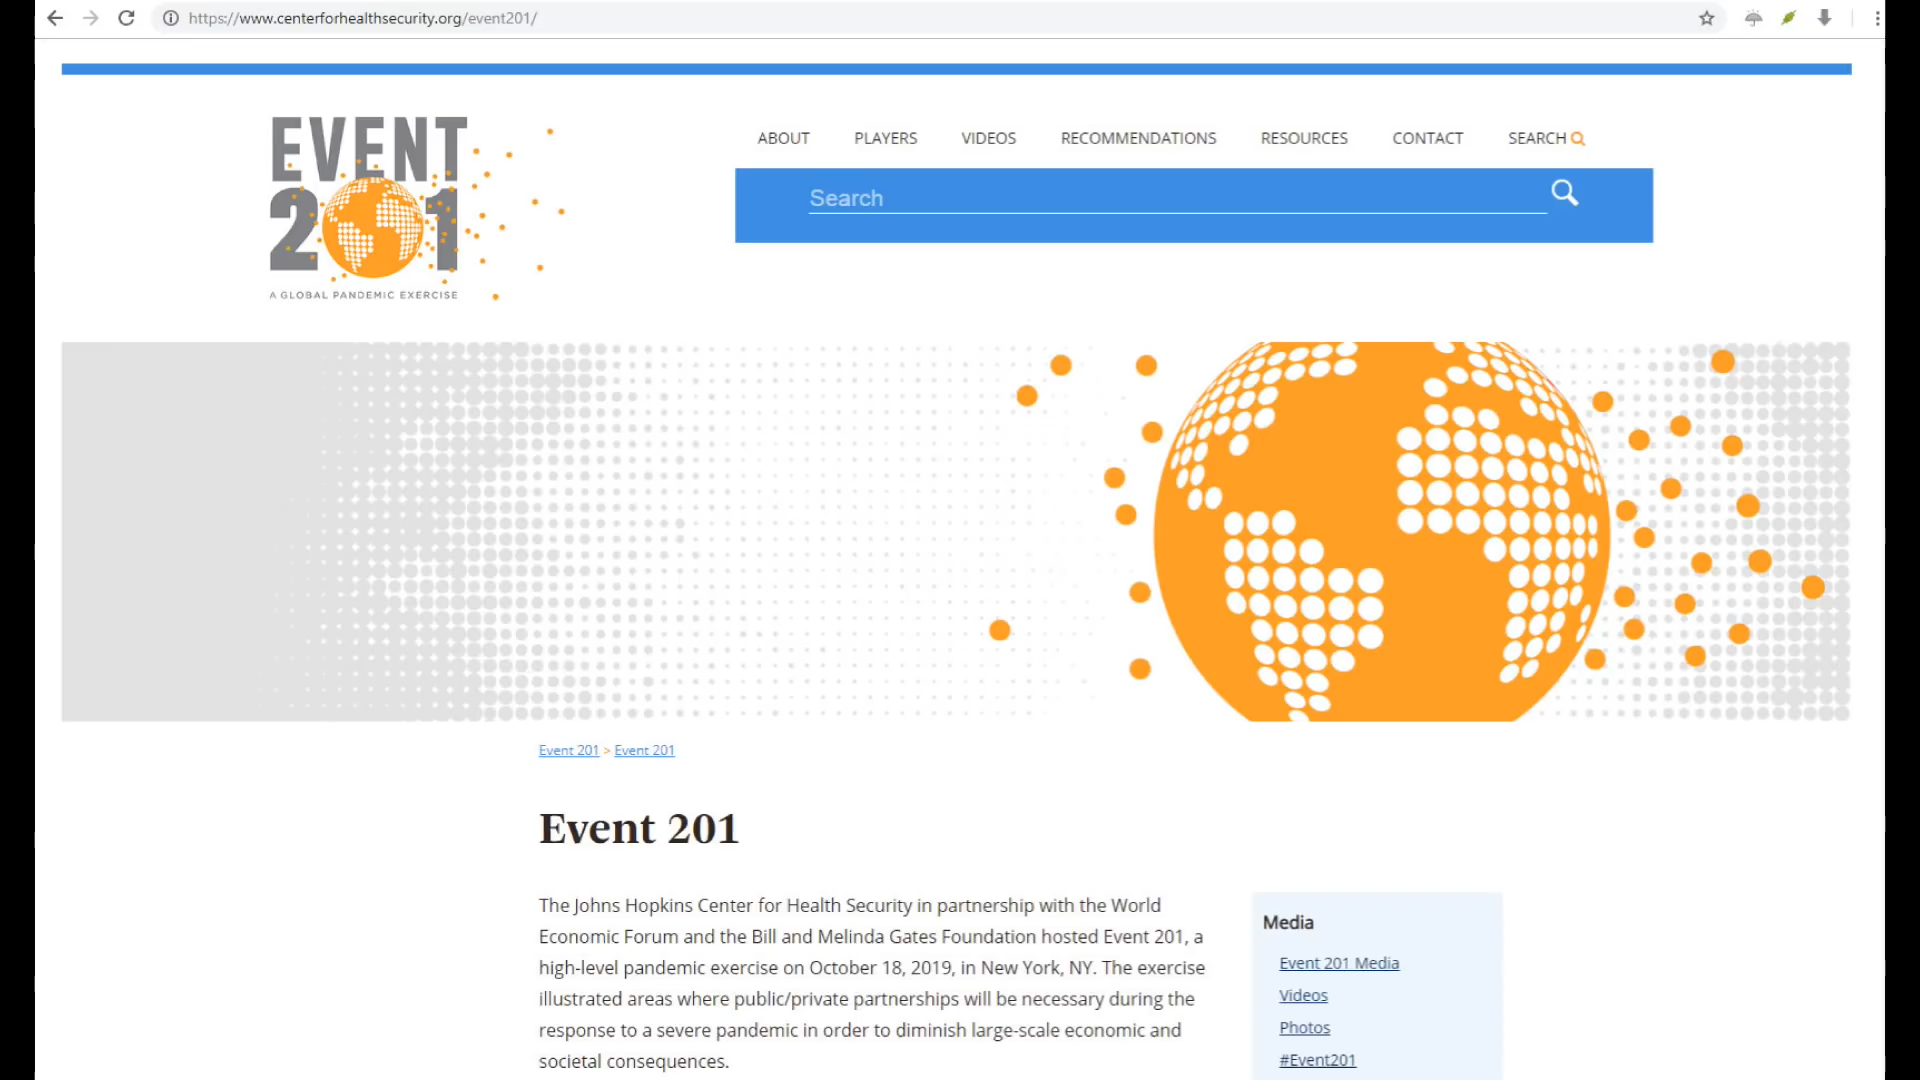 https://www.centerforhealthsecurity.org/event201/
EVENT
201
A GLOBAL PANDEMIC EXERCISE
ABOUT PLAYERS VIDEOS RECOMMENDATIONS RESOURCES CONTACT SEARCH
Search
Event 201 > Event 201
Event 201
The Johns Hopkins Center for Health Security in partnership with the World
Economic Forum and the Bill and Melinda Gates Foundation hosted Event 201, a
high-level pandemic exercise on October 18, 2019, in New York, NY. The exercise
illustrated areas where public/private partnerships will be necessary during the
response to a severe pandemic in order to diminish large-scale economic and
societal consequences.
Media
Event 201 Media
Videos
Photos
#Event201